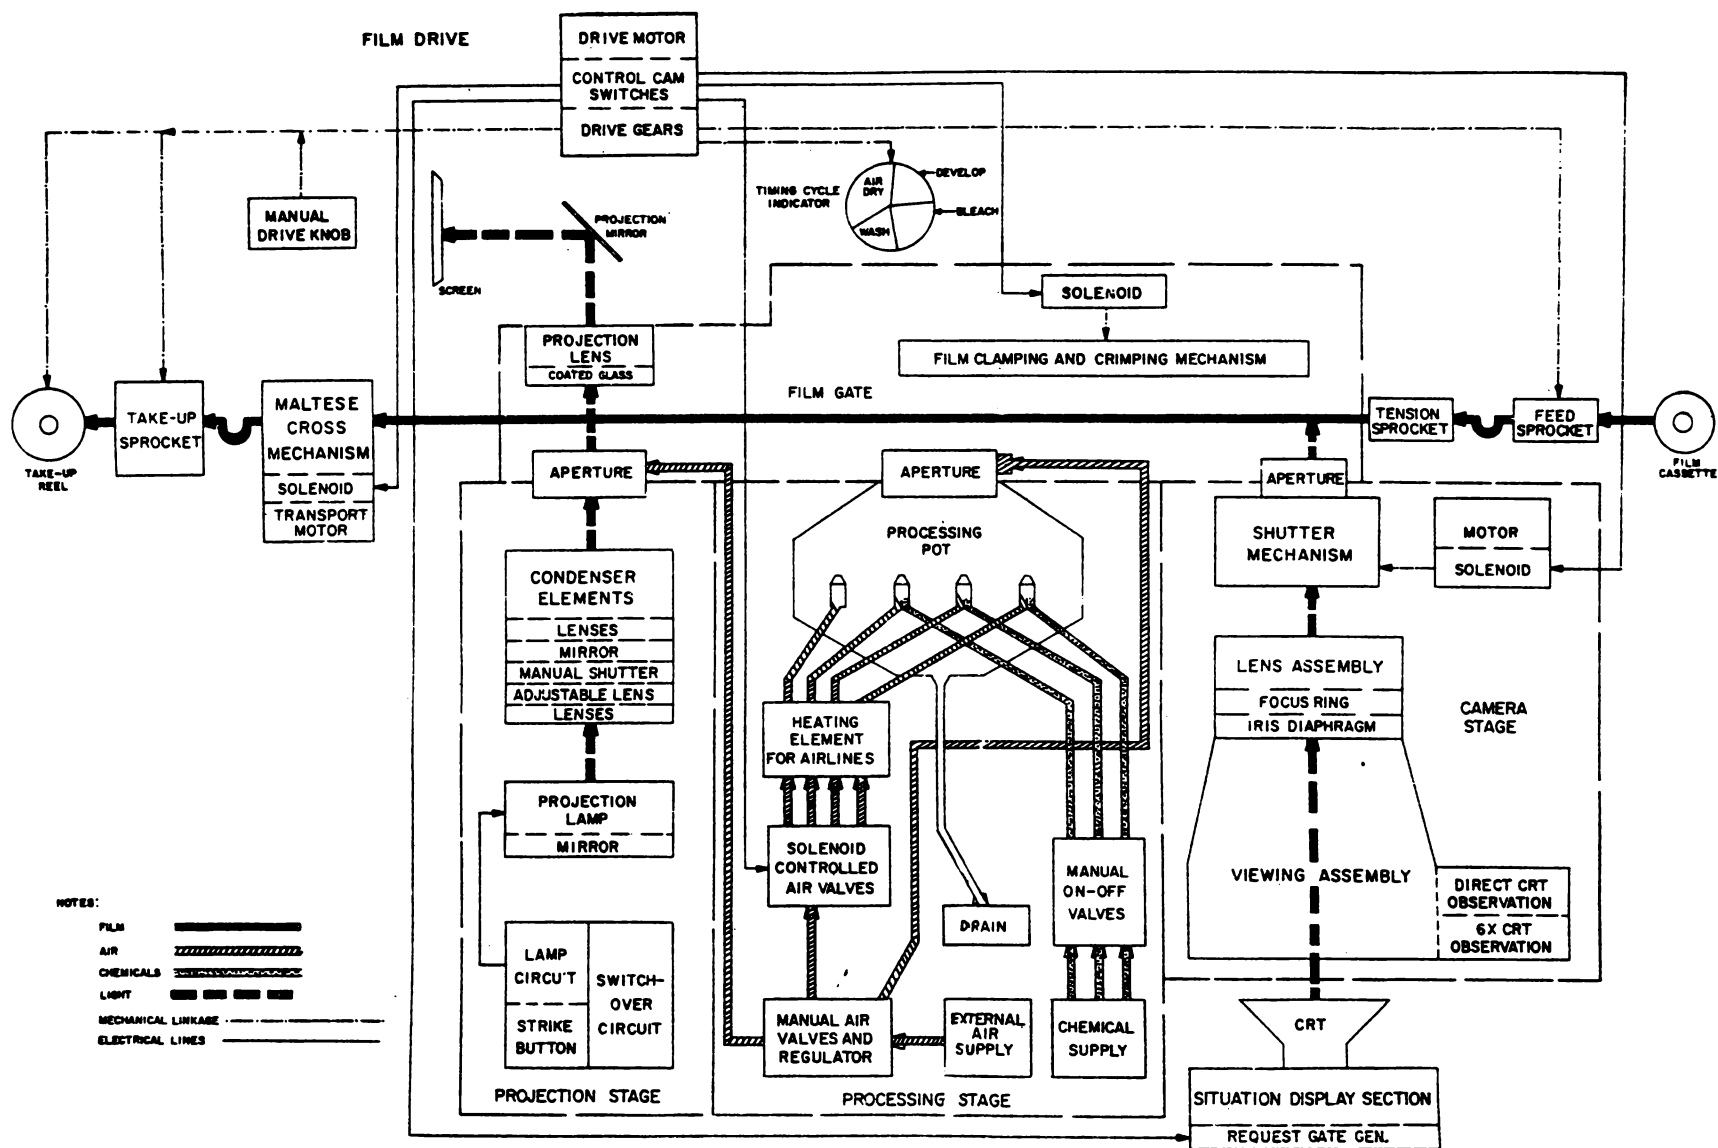 FILM DRIVE
DRIVE MOTOR
CONTROL CAM
SWITCHES
DRIVE GEARS
MANUAL
DRIVE KNOB
SCREEN
PROJECTION
MIRROR
TIMING CYCLE
INDICATOR
AIR
DRY
DEVELOP
BLEACH
WASH
SOLENOID
FILM CLAMPING AND CRIMPING MECHANISM
PROJECTION
LENS
COATED GLASS
FILM GATE
TAKE-UP
REEL
TAKE-UP
SPROCKET
MALTESE
CROSS
MECHANISM
SOLENOID
TRANSPORT
MOTOR
TENSION
SPROCKET
FEED
SPROCKET
FILM
CASSETTE
APERTURE
APERTURE
APERTURE
CONDENSER
ELEMENTS
LENSES
MIRROR
MANUAL SHUTTER
ADJUSTABLE LENS
LENSES
PROJECTION
LAMP
MIRROR
LAMP
CIRCUIT
STRIKE
BUTTON
SWITCH-
OVER
CIRCUIT
PROJECTION STAGE
PROCESSING
POT
HEATING
ELEMENT
FOR AIRLINES
SOLENOID
CONTROLLED
AIR VALVES
MANUAL AIR
VALVES AND
REGULATOR
EXTERNAL
AIR
SUPPLY
DRAIN
MANUAL
ON-OFF
VALVES
CHEMICAL
SUPPLY
PROCESSING STAGE
SHUTTER
MECHANISM
MOTOR
SOLENOID
LENS ASSEMBLY
FOCUS RING
IRIS DIAPHRAGM
CAMERA
STAGE
VIEWING ASSEMBLY
DIRECT CRT
OBSERVATION
6X CRT
OBSERVATION
CRT
SITUATION DISPLAY SECTION
REQUEST GATE GEN.
NOTES:
FILM
AIR
CHEMICALS
LIGHT
MECHANICAL LINKAGE
ELECTRICAL LINES